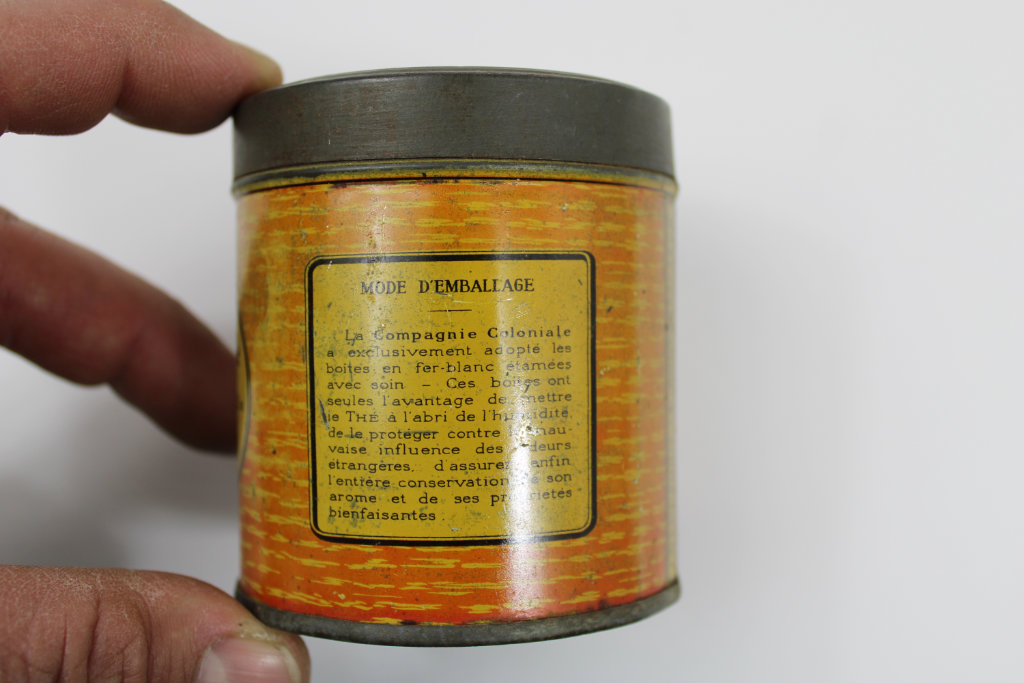 MODE D'EMBALLAGE
La Compagnie Coloniale
a exclusivement adopté les
boites en fer-blanc étamées
avec soin – Ces boites ont
seules l'avantage de mettre
le THÉ à l'abri de l'humidité,
de le protéger contre la mau-
vaise influence des odeurs
etrangères, d'assurer enfin
l'entière conservation de son
arome et de ses propriétés
bienfaisantes.